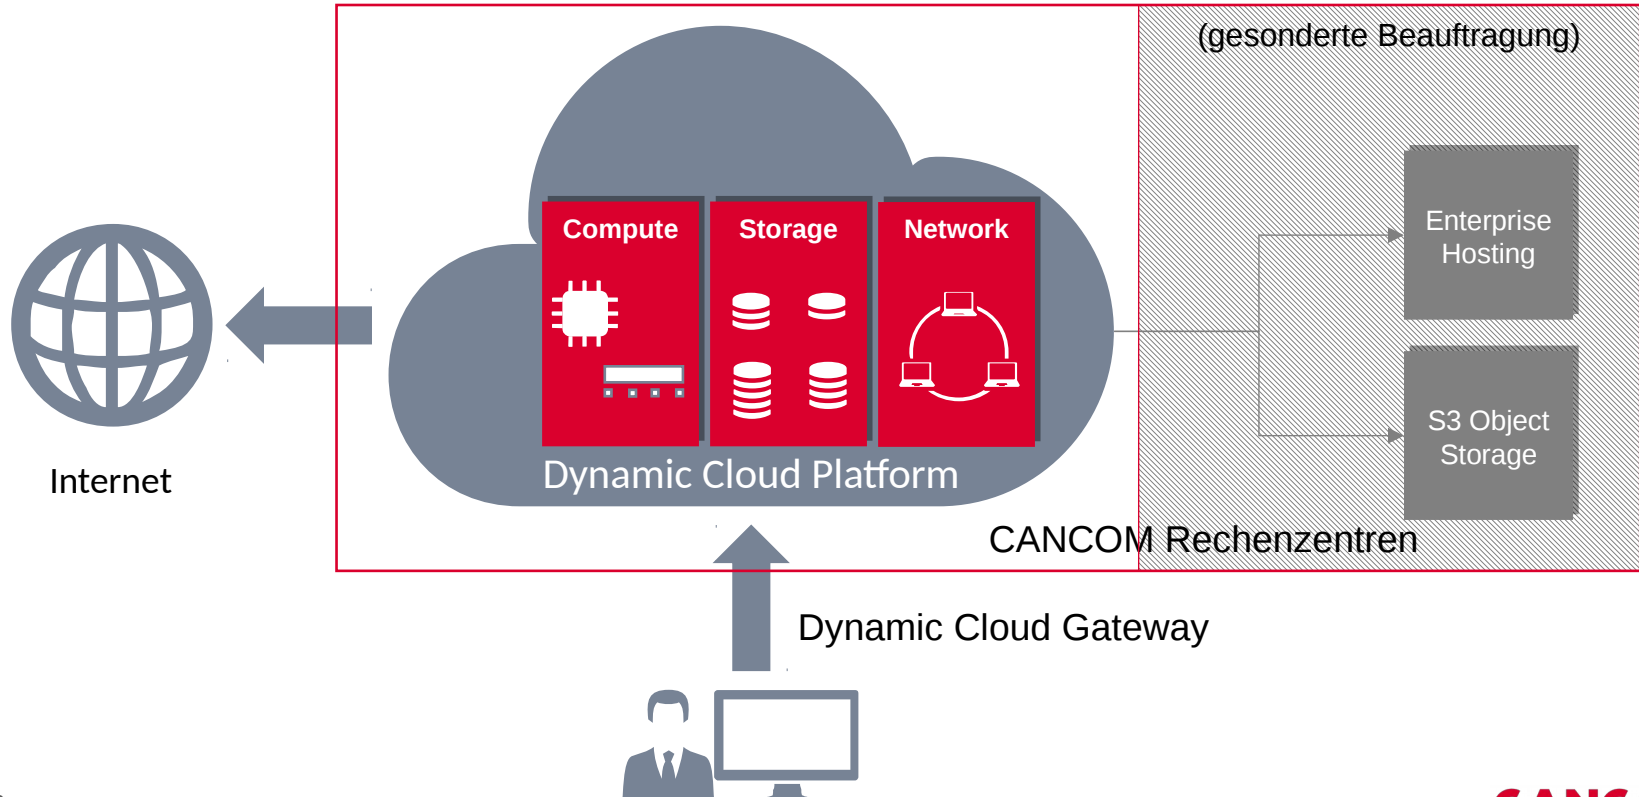 (gesonderte Beauftragung)
Compute
Storage
Network
Enterprise
Hosting
S3 Object
Storage
Dynamic Cloud Platform
Internet
CANCOM Rechenzentren
Dynamic Cloud Gateway